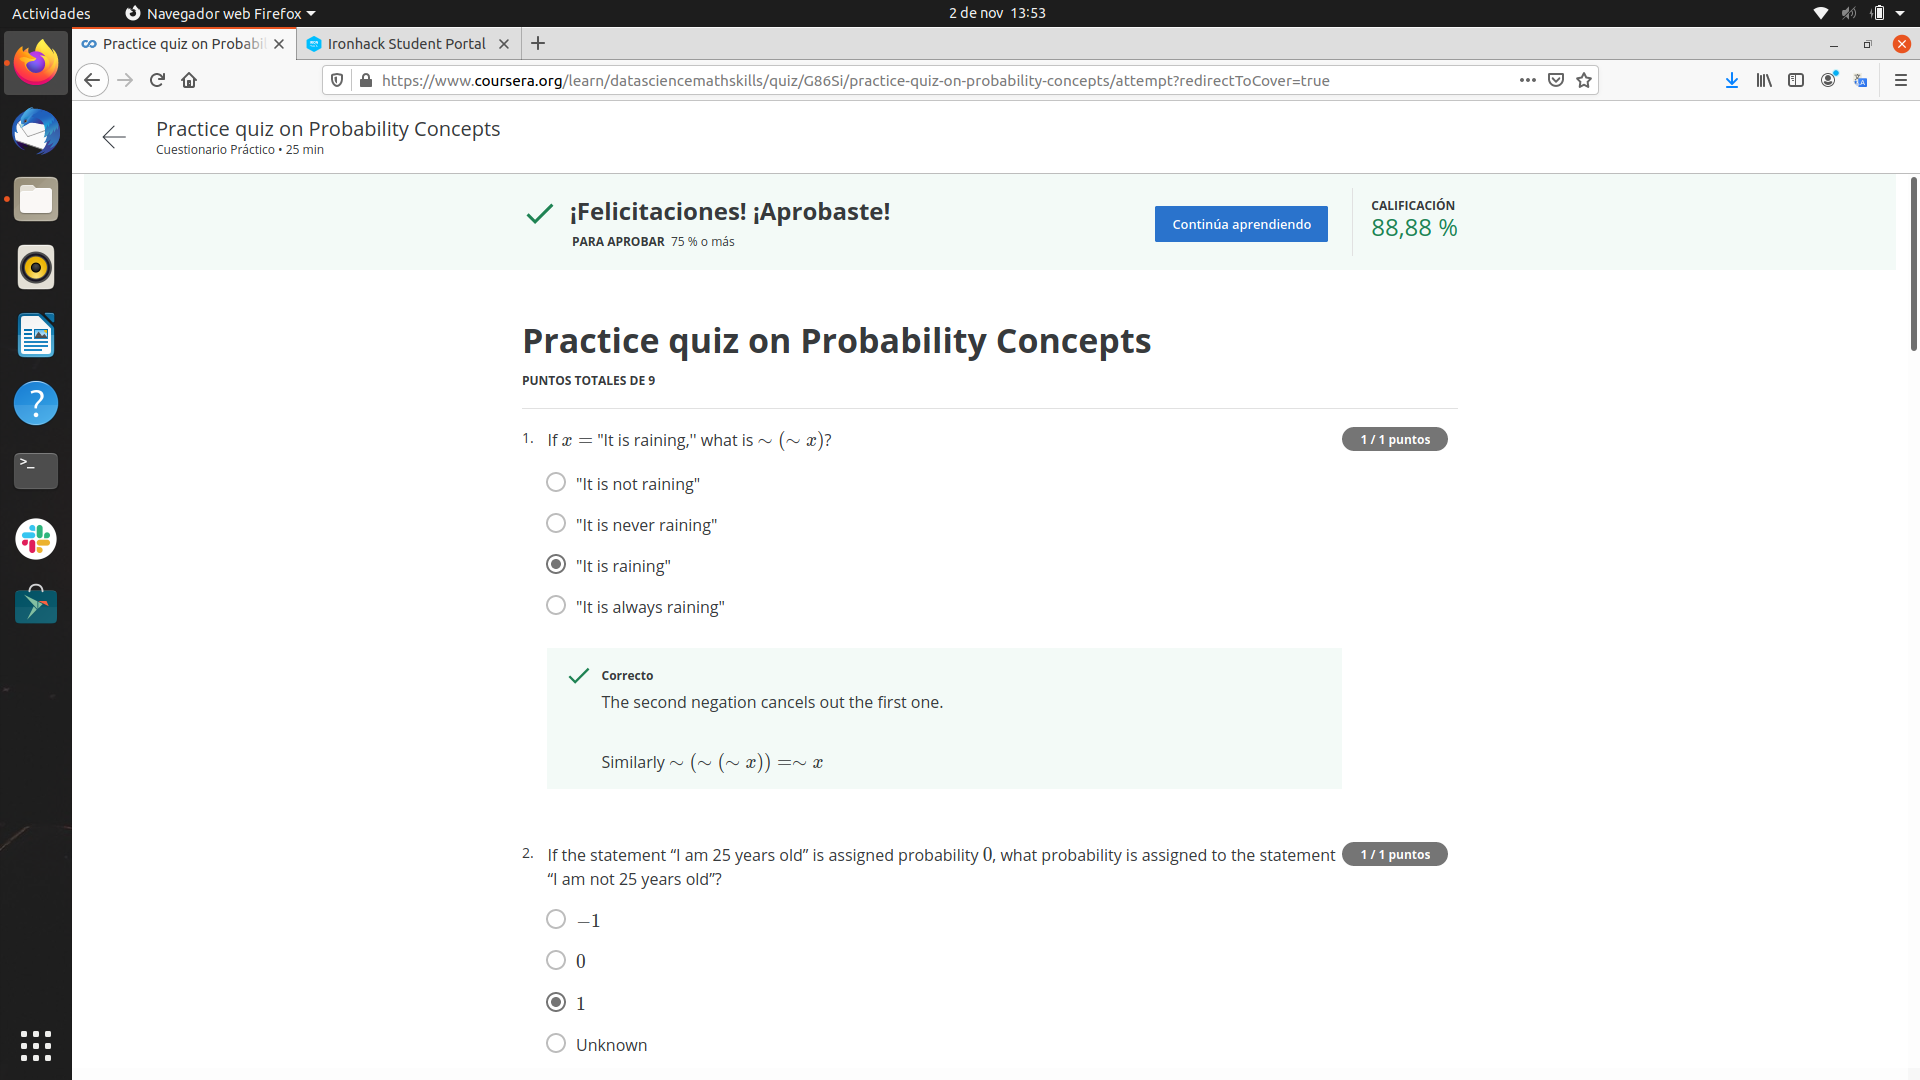 Actividades
Navegador web Firefox
2 de nov 13:53
Practice quiz on Probabi
Ironhack Student Portal
https://www.coursera.org/learn/datasciencemathskills/quiz/G86Si/practice-quiz-on-probability-concepts/attempt?redirectToCover=true
Practice quiz on Probability Concepts
Cuestionario Práctico • 25 min
¡Felicitaciones! ¡Aprobaste!
PARA APROBAR 75 % o más
Continúa aprendiendo
CALIFICACIÓN
88,88 %
Practice quiz on Probability Concepts
PUNTOS TOTALES DE 9
1. If x = "It is raining," what is ∼ (∼ x)?
1 / 1 puntos
"It is not raining"
"It is never raining"
"It is raining"
"It is always raining"
Correcto
The second negation cancels out the first one.
Similarly ∼ (∼ (∼ x)) =∼ x
2. If the statement “I am 25 years old” is assigned probability 0, what probability is assigned to the statement
1 / 1 puntos
“I am not 25 years old”?
−1
0
1
Unknown